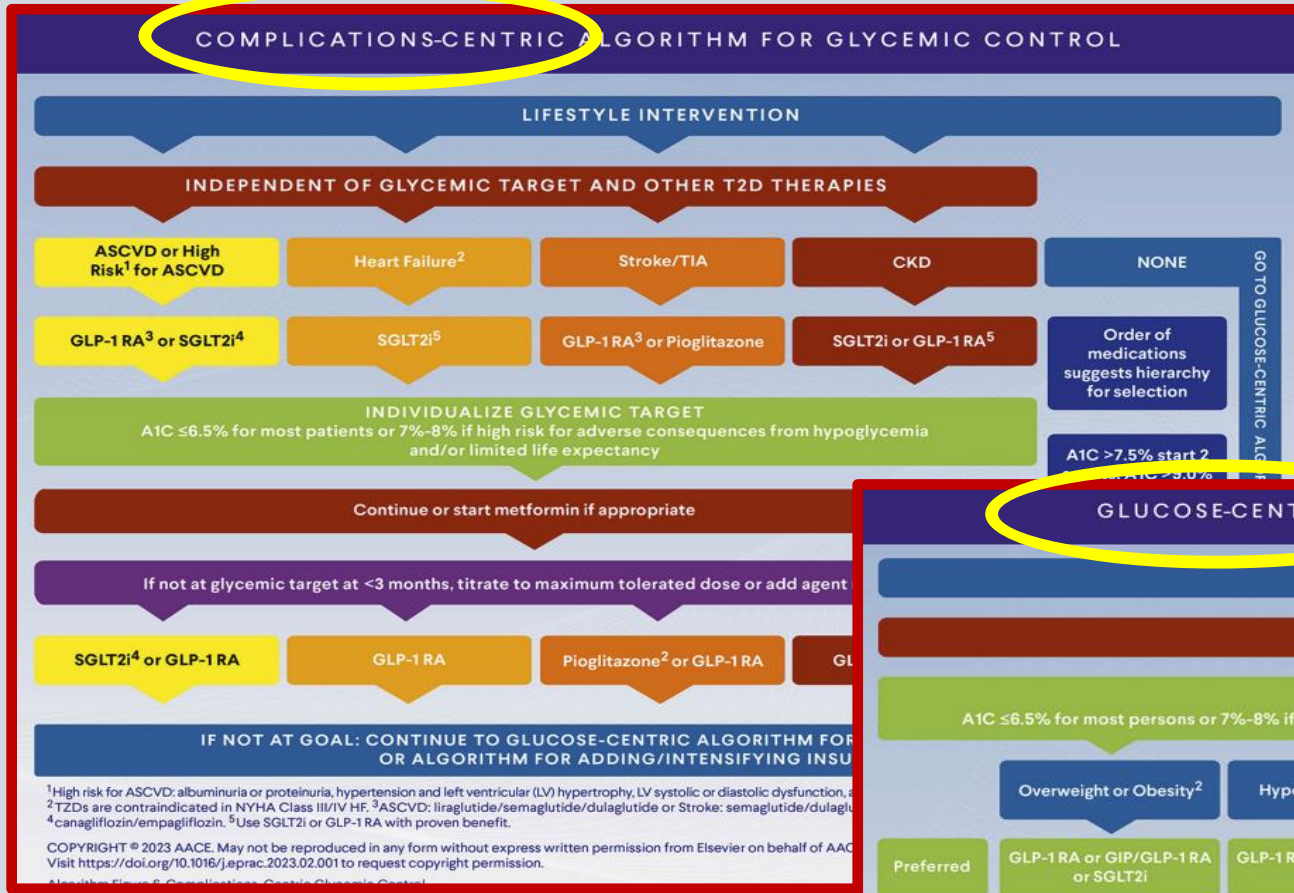 COMPLICATIONS-CENTRIC ALGORITHM FOR GLYCEMIC CONTROL
LIFESTYLE INTERVENTION
INDEPENDENT OF GLYCEMIC TARGET AND OTHER T2D THERAPIES
ASCVD or High
Risk¹ for ASCVD
Heart Failure²
Stroke/TIA
CKD
NONE
GO TO GLUCOSE-CENTRIC
GLP-1 RA³ or SGLT2i⁴
SGLT2i⁵
GLP-1 RA³ or Pioglitazone
SGLT2i or GLP-1 RA⁵
Order of
medications
suggests hierarchy
for selection
INDIVIDUALIZE GLYCEMIC TARGET
A1C ≤6.5% for most patients or 7%-8% if high risk for adverse consequences from hypoglycemia
and/or limited life expectancy
A1C >7.5% start 2
A1C >9.0%
Continue or start metformin if appropriate
If not at glycemic target at <3 months, titrate to maximum tolerated dose or add agent
SGLT2i⁴ or GLP-1 RA
GLP-1 RA
Pioglitazone² or GLP-1 RA
IF NOT AT GOAL: CONTINUE TO GLUCOSE-CENTRIC ALGORITHM FOR
OR ALGORITHM FOR ADDING/INTENSIFYING
¹High risk for ASCVD: albuminuria or proteinuria, hypertension and left ventricular (LV) hypertrophy, LV systolic or diastolic dysfunction,
²TZDs are contraindicated in NYHA Class III/IV HF. ³ASCVD: liraglutide/semaglutide/dulaglutide or Stroke: semaglutide/
⁴canagliflozin/empagliflozin. ⁵Use SGLT2i or GLP-1 RA with proven benefit.
COPYRIGHT © 2023 AACE. May not be reproduced in any form without express written permission from Elsevier on behalf of
Visit https://doi.org/10.1016/j.eprac.2023.02.001 to request copyright permission.
Algorithm Figure 6. Complications-Centric Glycemic Control
GLUCOSE-CENT
A1C ≤6.5% for most persons or 7%-8% if
Overweight or Obesity²
Preferred
GLP-1 RA or GIP/GLP-1 RA
or SGLT2i
GLP-1